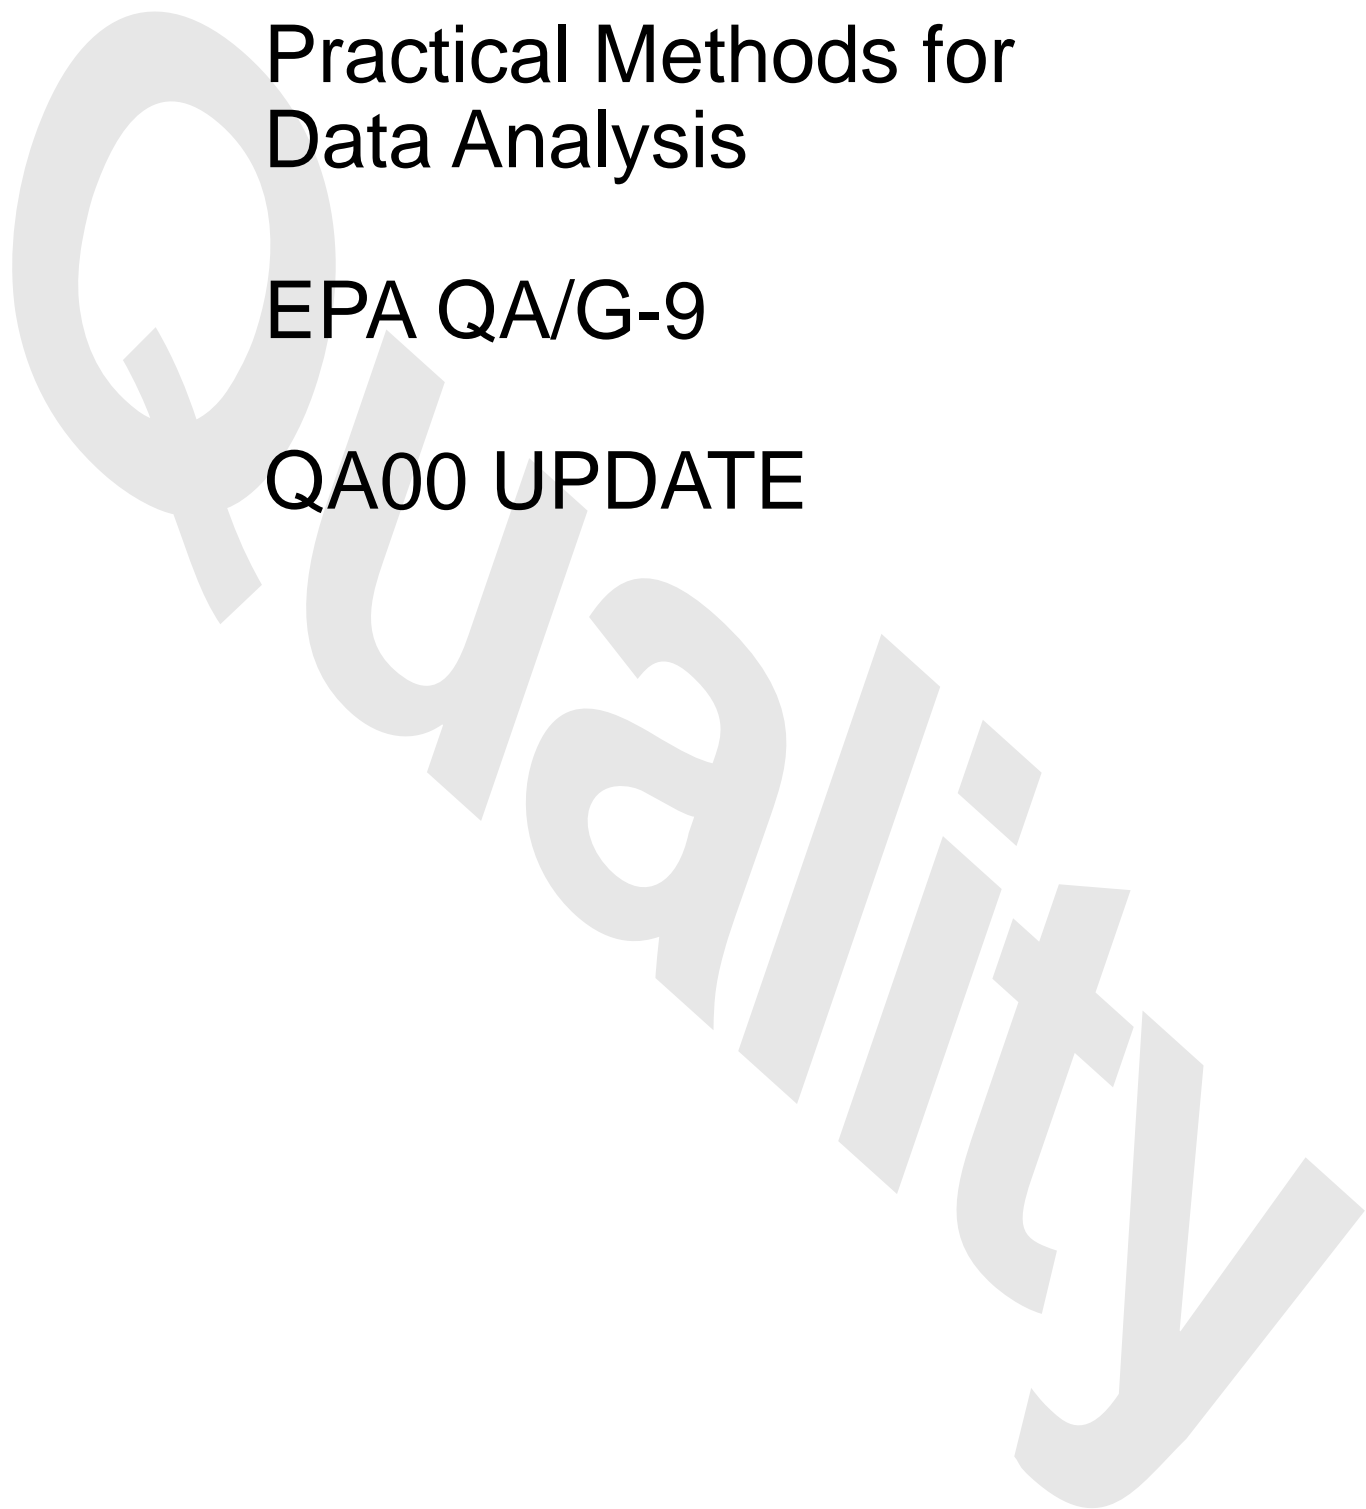 Practical Methods for
Data Analysis
EPA QA/G-9
QA00 UPDATE
Quality